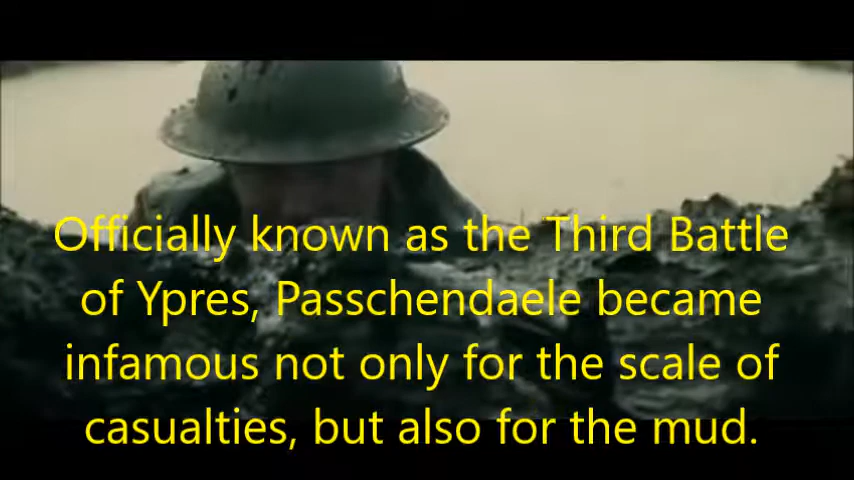 Officially known as the Third Battle
of Ypres, Passchendaele became
infamous not only for the scale of
casualties, but also for the mud.